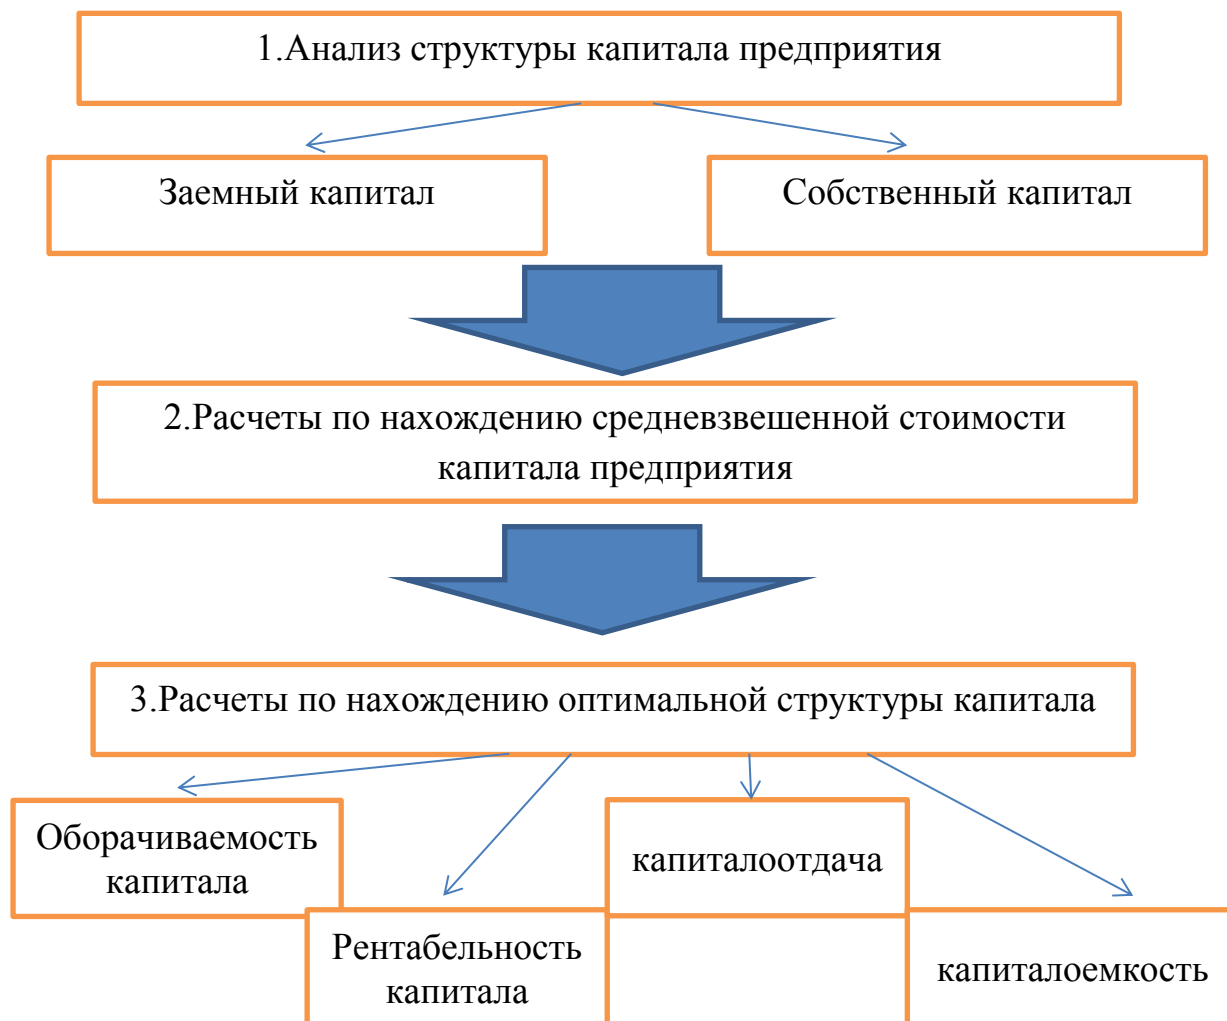 1.Анализ структуры капитала предприятия
Заемный капитал
Собственный капитал
2.Расчеты по нахождению средневзвешенной стоимости
капитала предприятия
3.Расчеты по нахождению оптимальной структуры капитала
Оборачиваемость
капитала
Рентабельность
капитала
капиталоотдача
капиталоемкость